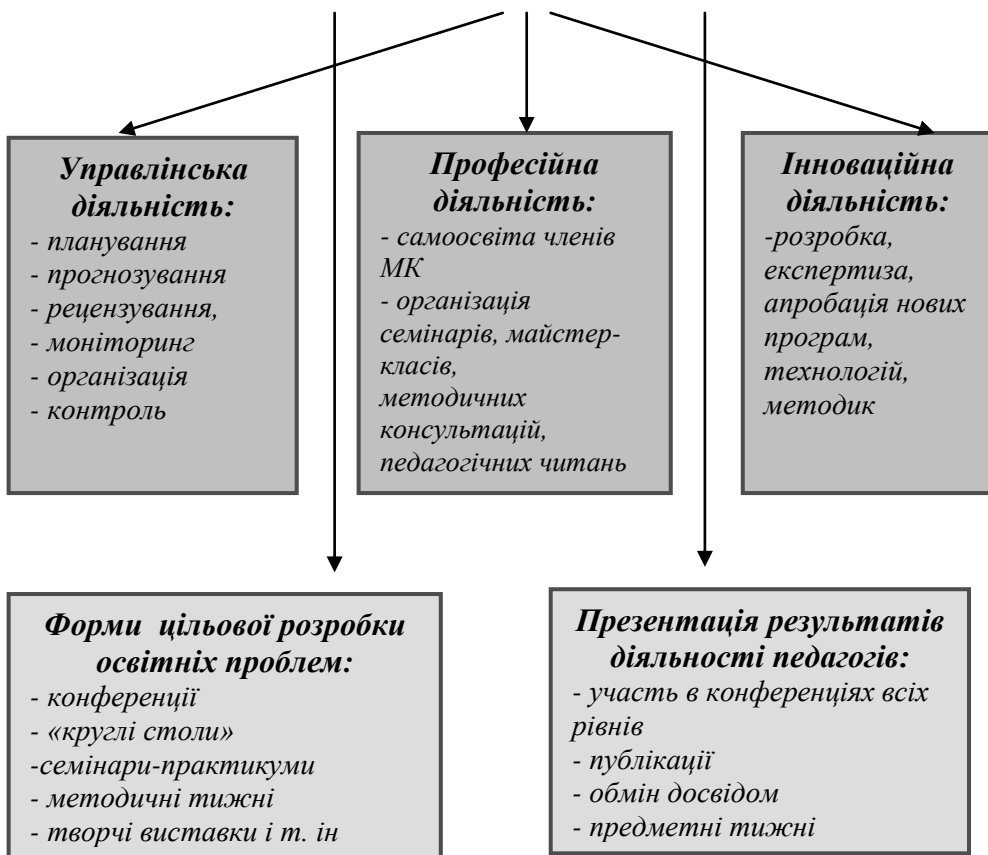 Управлінська
діяльність:
- планування
- прогнозування
- рецензування,
- моніторинг
- організація
- контроль
Професійна
діяльність:
- самоосвіта членів
МК
- організація
семінарів, майстер-
класів,
методичних
консультацій,
педагогічних читань
Інноваційна
діяльність:
-розробка,
експертиза,
апробація нових
програм,
технологій,
методик
Форми цільової розробки
освітніх проблем:
- конференції
- «круглі столи»
-семінари-практикуми
- методичні тижні
- творчі виставки і т. ін
Презентація результатів
діяльності педагогів:
- участь в конференціях всіх
рівнів
- публікації
- обмін досвідом
- предметні тижні